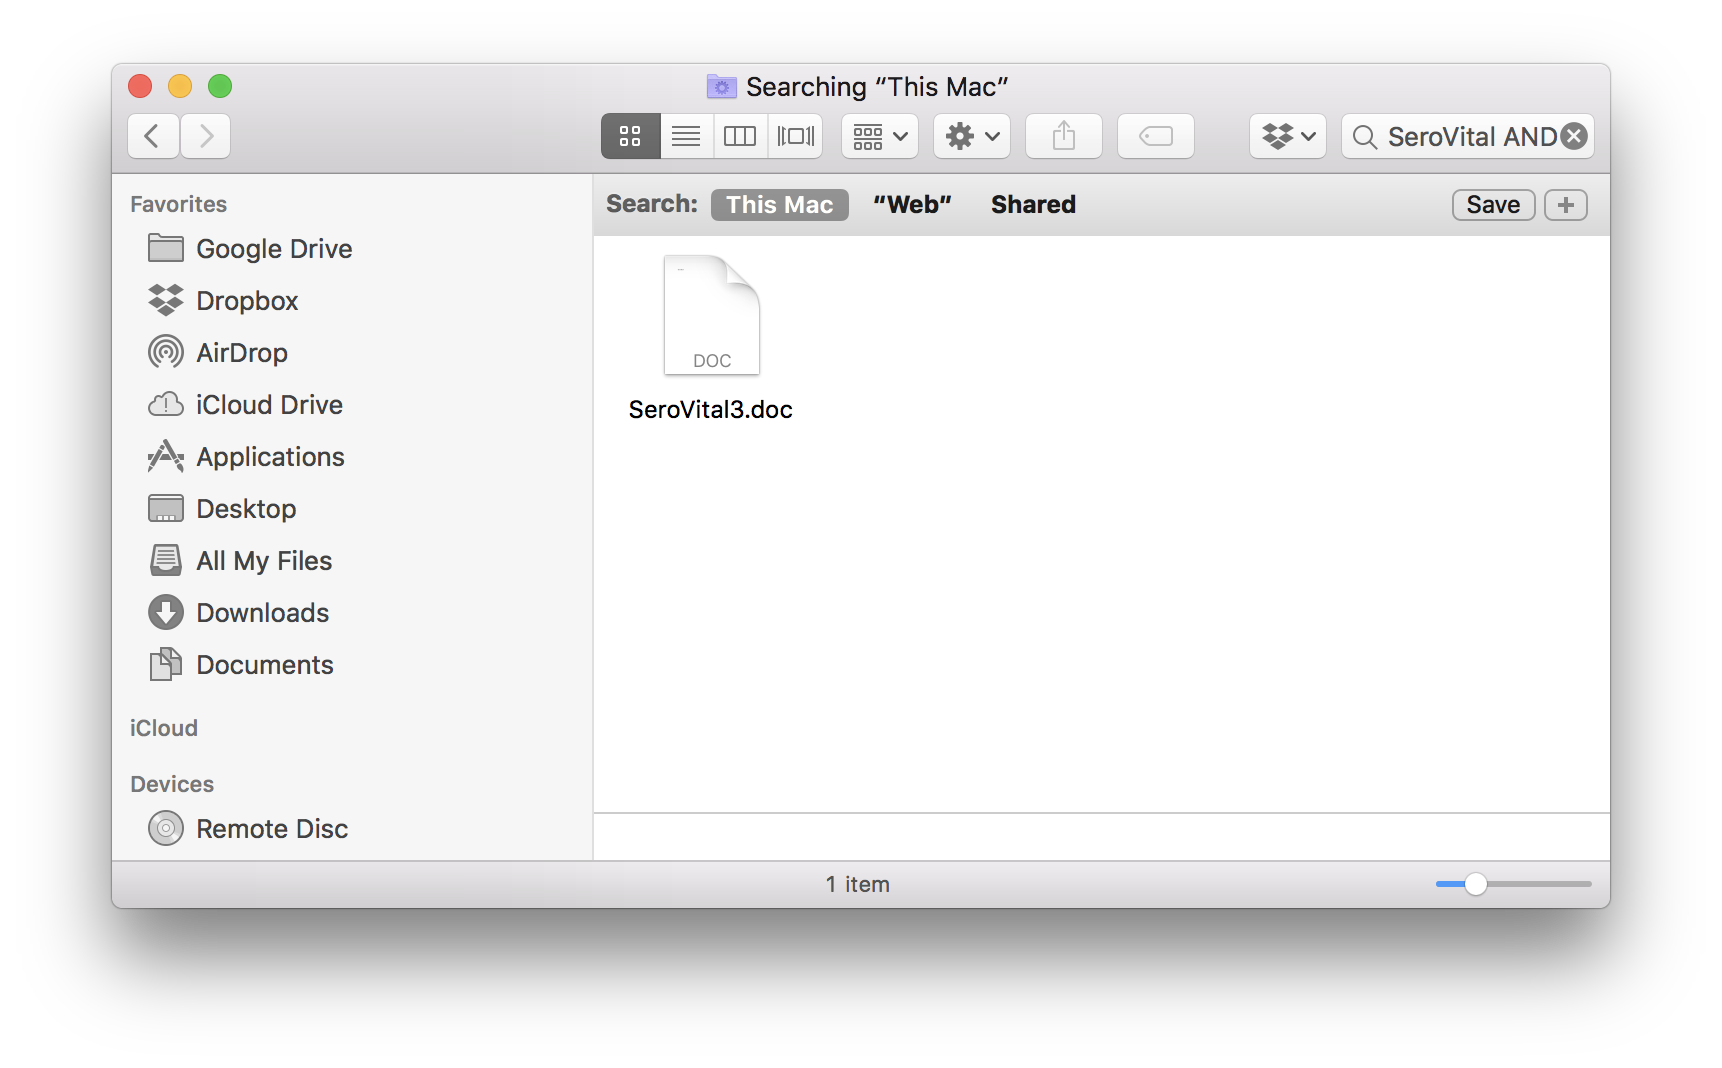 Searching “This Mac”
SeroVital AND
Favorites
Google Drive
Dropbox
AirDrop
iCloud Drive
Applications
Desktop
All My Files
Downloads
Documents
iCloud
Devices
Remote Disc
Search: This Mac “Web” Shared Save +
DOC
SeroVital3.doc
1 item